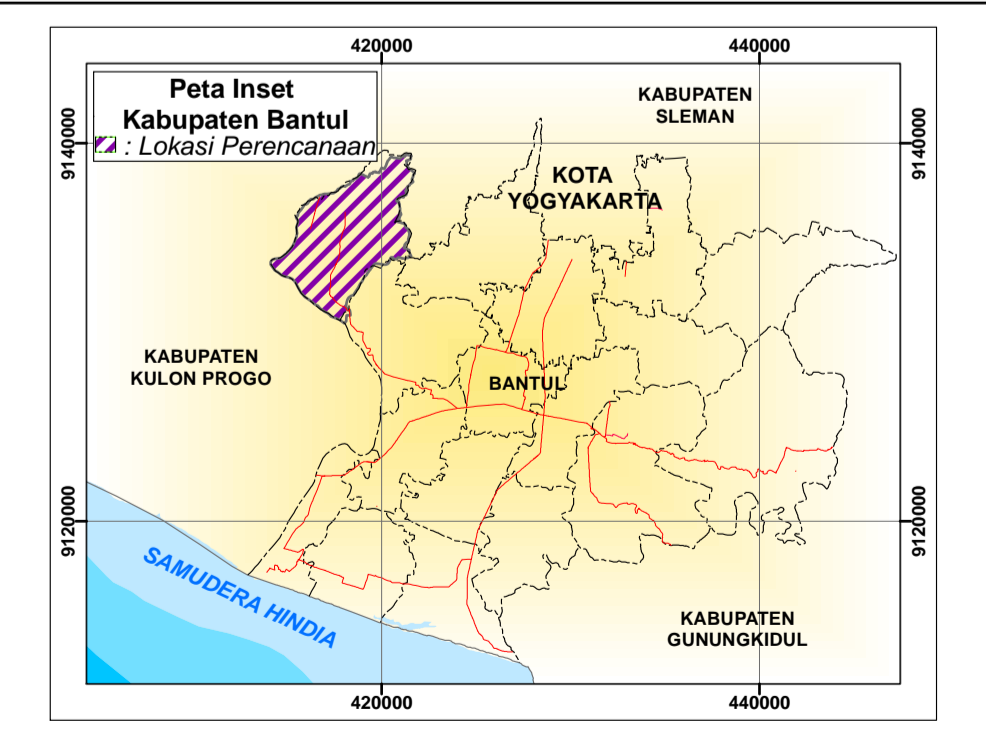 420000
440000
Peta Inset
Kabupaten Bantul
: Lokasi Perencanaan
KABUPATEN
SLEMAN
9140000
9140000
KOTA
YOGYAKARTA
KABUPATEN
KULON PROGO
BANTUL
9120000
9120000
SAMUDERA HINDIA
KABUPATEN
GUNUNGKIDUL
420000
440000